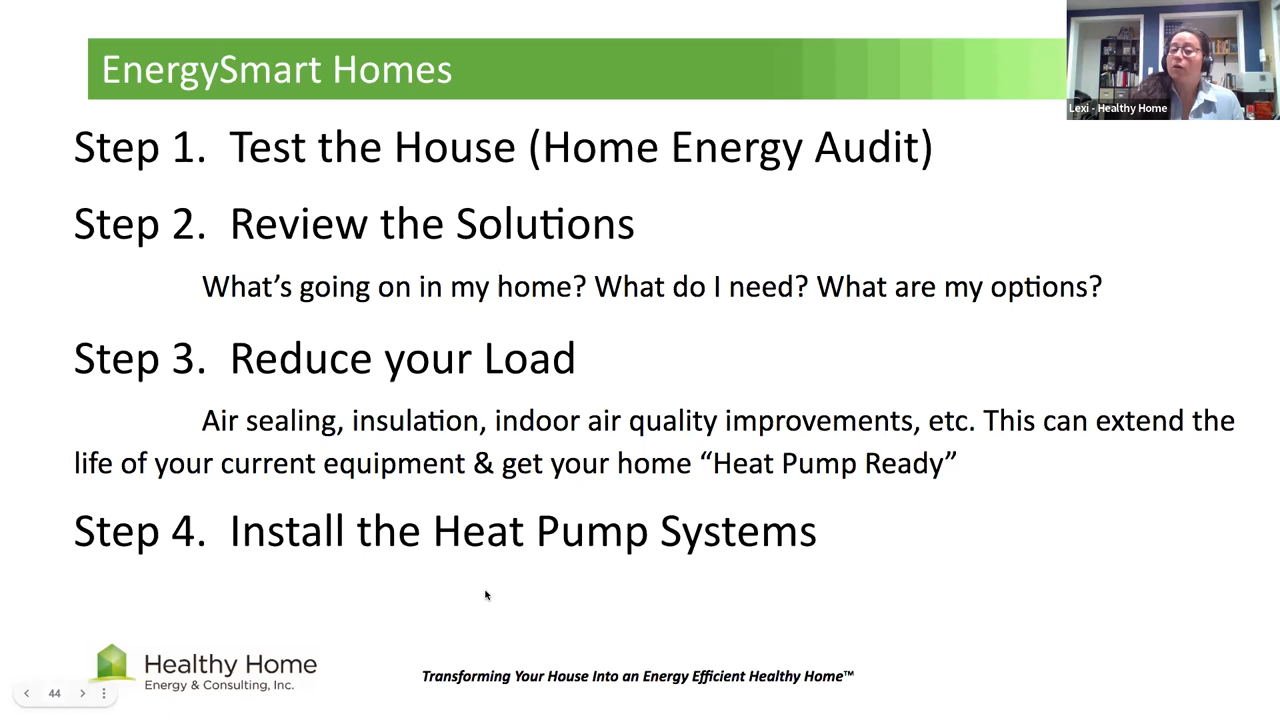 EnergySmart Homes
Lexi - Healthy Home
Step 1. Test the House (Home Energy Audit)
Step 2. Review the Solutions
What's going on in my home? What do I need? What are my options?
Step 3. Reduce your Load
Air sealing, insulation, indoor air quality improvements, etc. This can extend the
life of your current equipment & get your home “Heat Pump Ready”
Step 4. Install the Heat Pump Systems
Healthy Home
Energy & Consulting, Inc.
Transforming Your House Into an Energy Efficient Healthy Home™
44